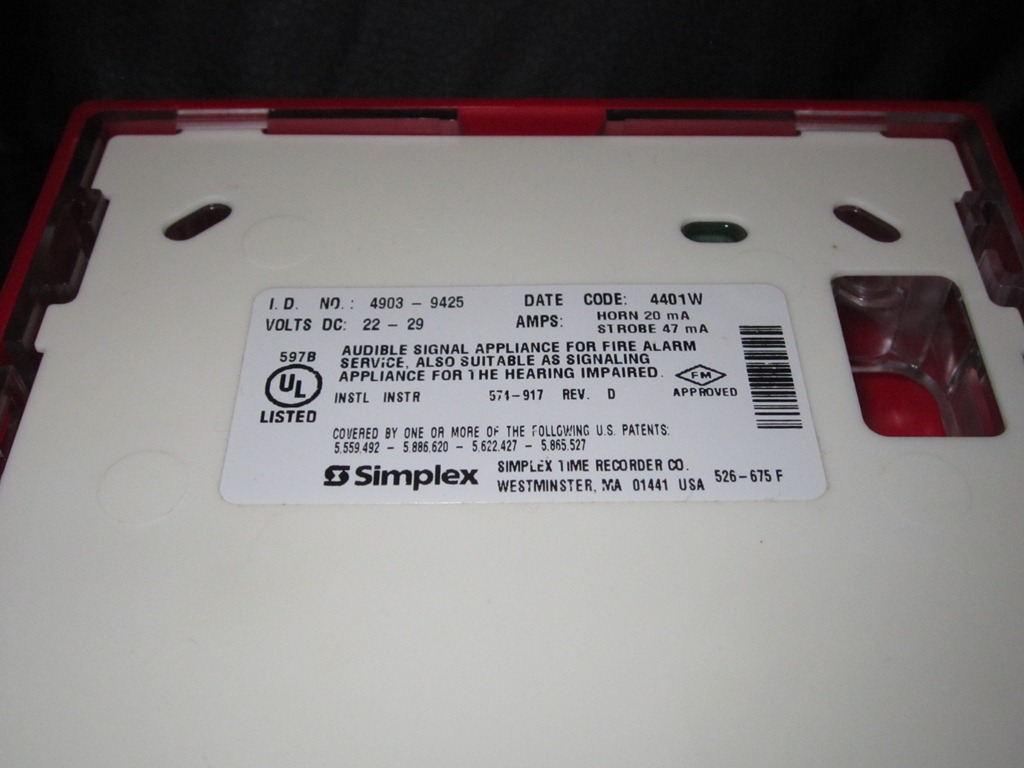 I.D. NO.: 4903 - 9425 DATE CODE: 4401W
VOLTS DC: 22 - 29 AMPS: HORN 20 mA
STROBE 47 mA
597B
UL
LISTED
AUDIBLE SIGNAL APPLIANCE FOR FIRE ALARM
SERVICE, ALSO SUITABLE AS SIGNALING
APPLIANCE FOR THE HEARING IMPAIRED.
FM
APPROVED
INSTL INSTR 574-917 REV. D
COVERED BY ONE OR MORE OF THE FOLLOWING U.S. PATENTS:
5,559,492 - 5,886,620 - 5,622,427 - 5,865,527
Simplex
SIMPLEX TIME RECORDER CO.
WESTMINSTER, MA 01441 USA
526-675 F